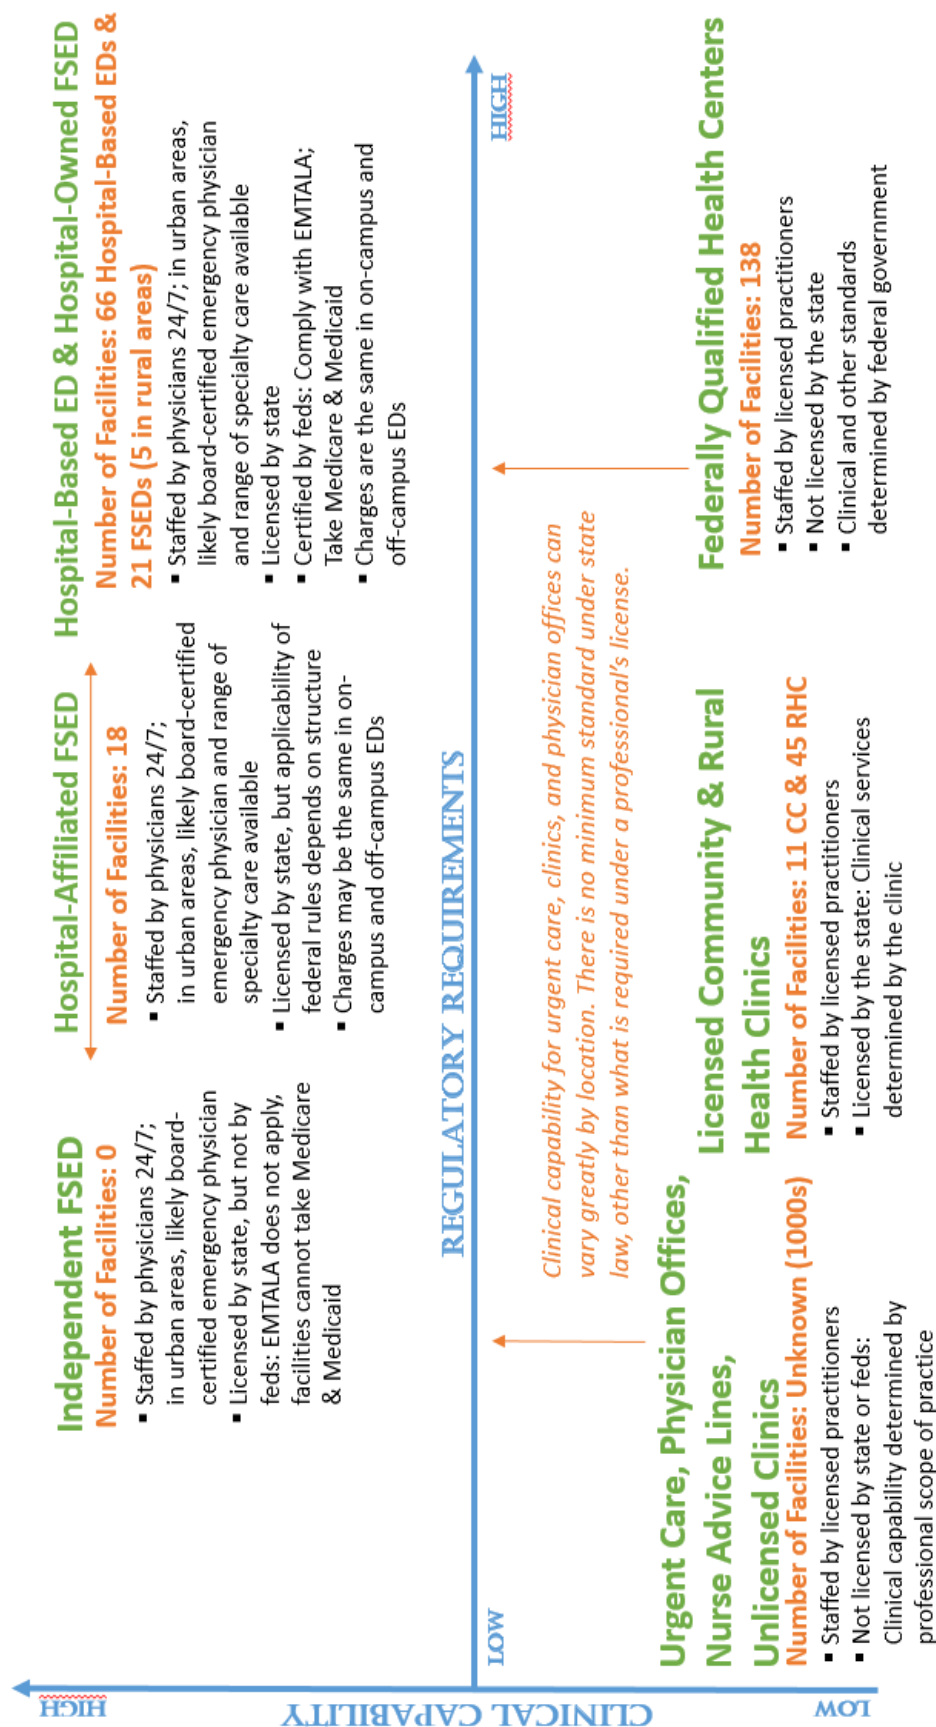 HIGH
CLINICAL CAPABILITY
LOW
Independent FSED
Number of Facilities: 0
▪ Staffed by physicians 24/7;
in urban areas, likely board-
certified emergency physician
▪ Licensed by state, but not by
feds: EMTALA does not apply,
facilities cannot take Medicare
& Medicaid
Hospital-Affiliated FSED
Number of Facilities: 18
▪ Staffed by physicians 24/7;
in urban areas, likely board-certified
emergency physician and range of
specialty care available
▪ Licensed by state, but applicability of
federal rules depends on structure
▪ Charges may be the same in on-
campus and off-campus EDs
Hospital-Based ED & Hospital-Owned FSED
Number of Facilities: 66 Hospital-Based EDs &
21 FSEDs (5 in rural areas)
▪ Staffed by physicians 24/7; in urban areas,
likely board-certified emergency physician
and range of specialty care available
▪ Licensed by state
▪ Certified by feds: Comply with EMTALA;
Take Medicare & Medicaid
▪ Charges are the same in on-campus and
off-campus EDs
REGULATORY REQUIREMENTS
LOW
HIGH
Clinical capability for urgent care, clinics, and physician offices can
vary greatly by location. There is no minimum standard under state
law, other than what is required under a professional's license.
Urgent Care, Physician Offices,
Nurse Advice Lines,
Unlicensed Clinics
Number of Facilities: Unknown (1000s)
▪ Staffed by licensed practitioners
▪ Not licensed by state or feds:
Clinical capability determined by
professional scope of practice
Licensed Community & Rural
Health Clinics
Number of Facilities: 11 CC & 45 RHC
▪ Staffed by licensed practitioners
▪ Licensed by the state: Clinical services
determined by the clinic
Federally Qualified Health Centers
Number of Facilities: 138
▪ Staffed by licensed practitioners
▪ Not licensed by the state
▪ Clinical and other standards
determined by federal government